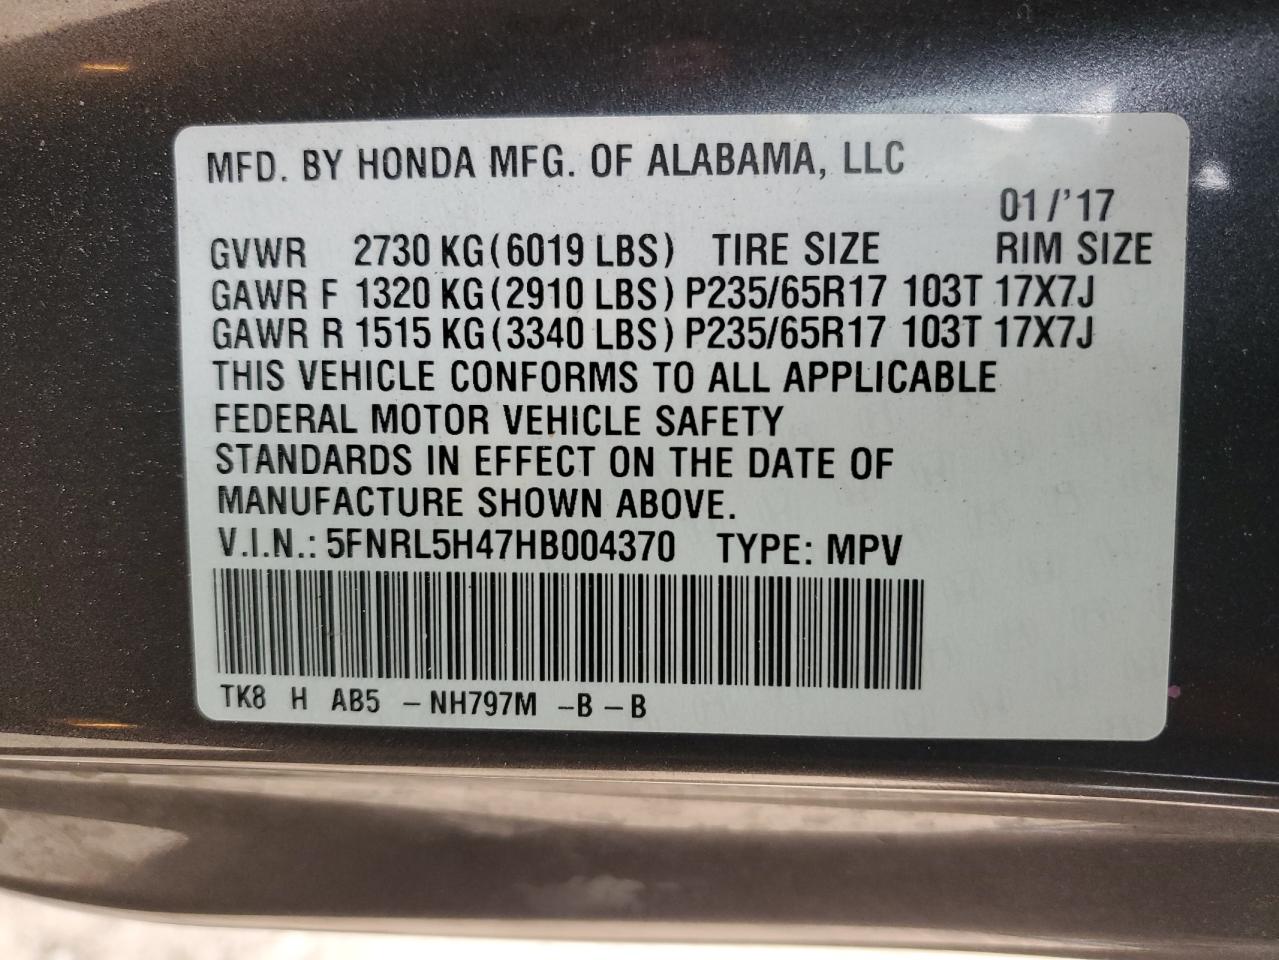 MFD. BY HONDA MFG. OF ALABAMA, LLC
01/'17
GVWR 2730 KG(6019 LBS) TIRE SIZE RIM SIZE
GAWR F 1320 KG(2910 LBS) P235/65R17 103T 17X7J
GAWR R 1515 KG(3340 LBS) P235/65R17 103T 17X7J
THIS VEHICLE CONFORMS TO ALL APPLICABLE
FEDERAL MOTOR VEHICLE SAFETY
STANDARDS IN EFFECT ON THE DATE OF
MANUFACTURE SHOWN ABOVE.
V.I.N.: 5FNRL5H47HB004370 TYPE: MPV
TK8 H AB5 -NH797M -B-B